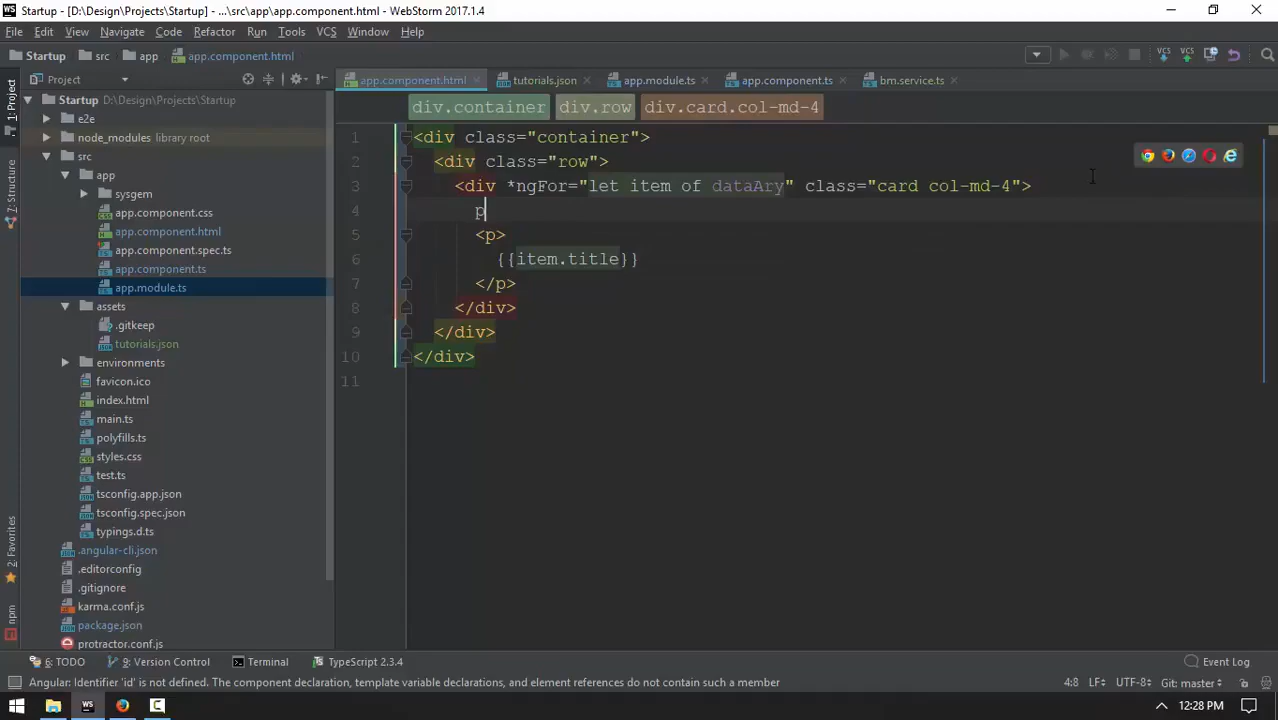 Startup - [D:\Design\Projects\Startup] - ...\src\app\app.component.html - WebStorm 2017.1.4
File Edit View Navigate Code Refactor Run Tools VCS Window Help
Startup src app app.component.html
VCS VCS
Project
app.component.html tutorials.json app.module.ts app.component.ts bm.service.ts
1: Project
7: Structure
2: Favorites
npm
Startup D:\Design\Projects\Startup
e2e
node_modules library root
src
app
sysgem
app.component.css
app.component.html
app.component.spec.ts
app.component.ts
app.module.ts
assets
.gitkeep
tutorials.json
environments
favicon.ico
index.html
main.ts
polyfills.ts
styles.css
test.ts
tsconfig.app.json
tsconfig.spec.json
typings.d.ts
.angular-cli.json
.editorconfig
.gitignore
karma.conf.js
package.json
protractor.conf.js
div.container div.row div.card.col-md-4
1 <div class="container">
2 <div class="row">
3 <div *ngFor="let item of dataAry" class="card col-md-4">
4 p
5 <p>
6 {{item.title}}
7 </p>
8 </div>
9 </div>
10 </div>
11
6: TODO 9: Version Control Terminal TypeScript 2.3.4 Event Log
Angular: Identifier 'id' is not defined. The component declaration, template variable declarations, and element references do not contain such a member 4:8 LF÷ UTF-8÷ Git: master÷
WS C 12:28 PM